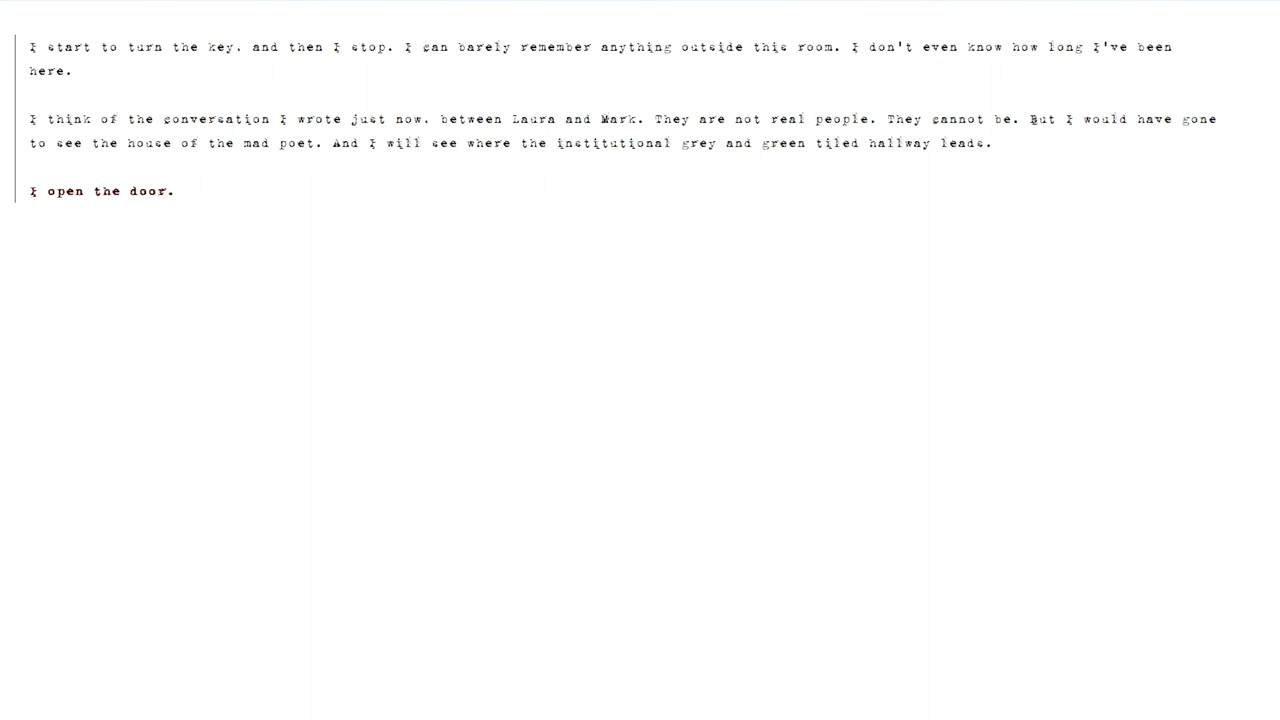 I start to turn the key, and then I stop. I can barely remember anything outside this room. I don't even know how long I've been
here.
I think of the conversation I wrote just now, between Laura and Mark. They are not real people. They cannot be. But I would have gone
to see the house of the mad poet. And I will see where the institutional grey and green tiled hallway leads.
I open the door.